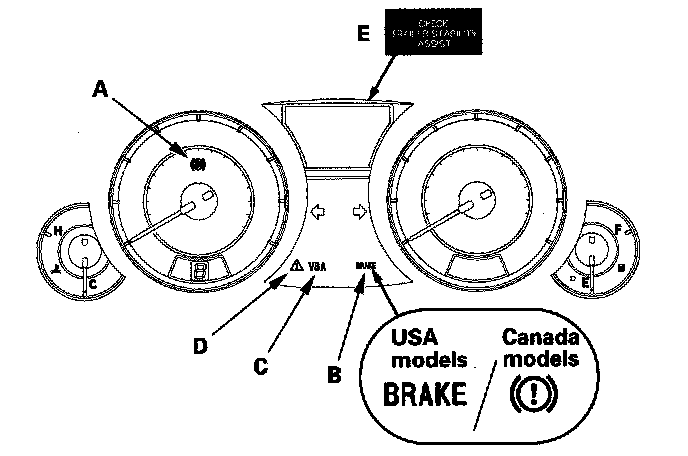 E
CHECK
TRAILER STABILITY
ASSIST
A
H
C
F
E
VSA
BRAKE
D
C
B
USA models
BRAKE
/
Canada models
(!)